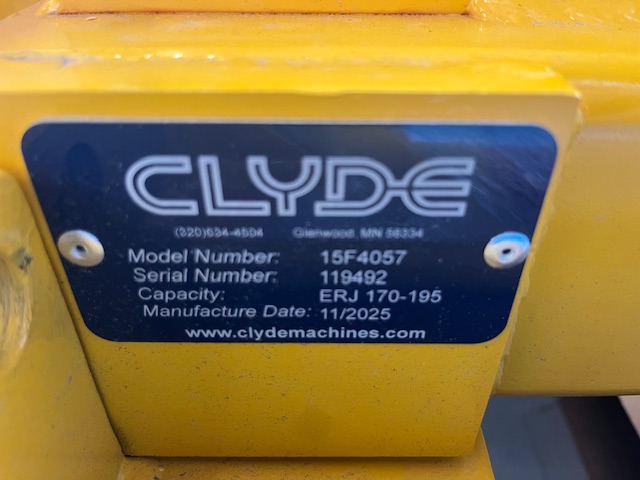 CLYDE
(320)634-4504 Glenwood, MN 56334
Model Number: 15F4057
Serial Number: 119492
Capacity: ERJ 170-195
Manufacture Date: 11/2025
www.clydemachines.com